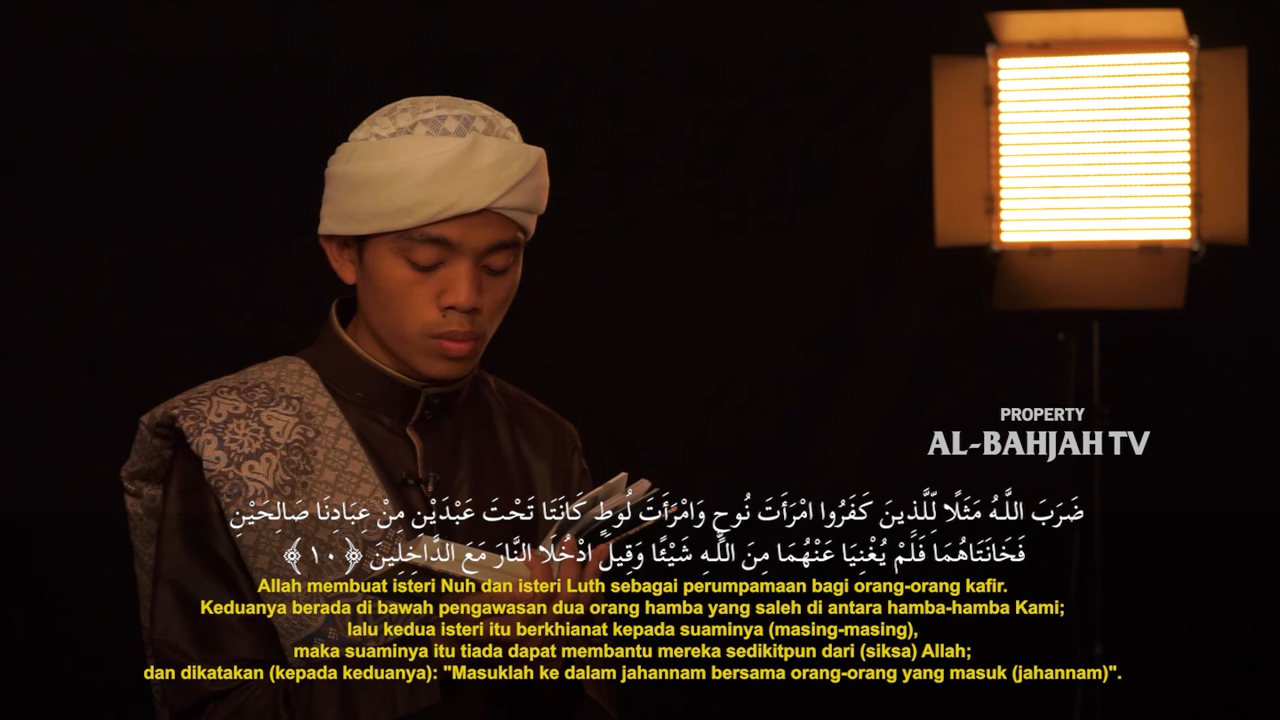 PROPERTY
AL-BAHJAH TV
ضَرَبَ اللَّهُ مَثَلًا لِّلَّذِينَ كَفَرُوا امْرَأَتَ نُوحٍ وَامْرَأَتَ لُوطٍ كَانَتَا تَحْتَ عَبْدَيْنِ مِنْ عِبَادِنَا صَالِحَيْنِ
فَخَانَتَاهُمَا فَلَمْ يُغْنِيَا عَنْهُمَا مِنَ اللَّهِ شَيْئًا وَقِيلَ ادْخُلَا النَّارَ مَعَ الدَّاخِلِينَ ﴿١٠﴾
Allah membuat isteri Nuh dan isteri Luth sebagai perumpamaan bagi orang-orang kafir.
Keduanya berada di bawah pengawasan dua orang hamba yang saleh di antara hamba-hamba Kami;
lalu kedua isteri itu berkhianat kepada suaminya (masing-masing),
maka suaminya itu tiada dapat membantu mereka sedikitpun dari (siksa) Allah;
dan dikatakan (kepada keduanya): "Masuklah ke dalam jahannam bersama orang-orang yang masuk (jahannam)".